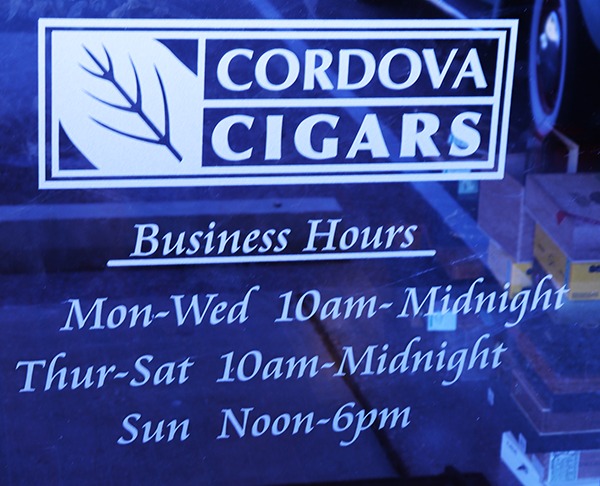 CORDOVA
CIGARS
Business Hours
Mon-Wed 10am-Midnight
Thur-Sat 10am-Midnight
Sun Noon-6pm